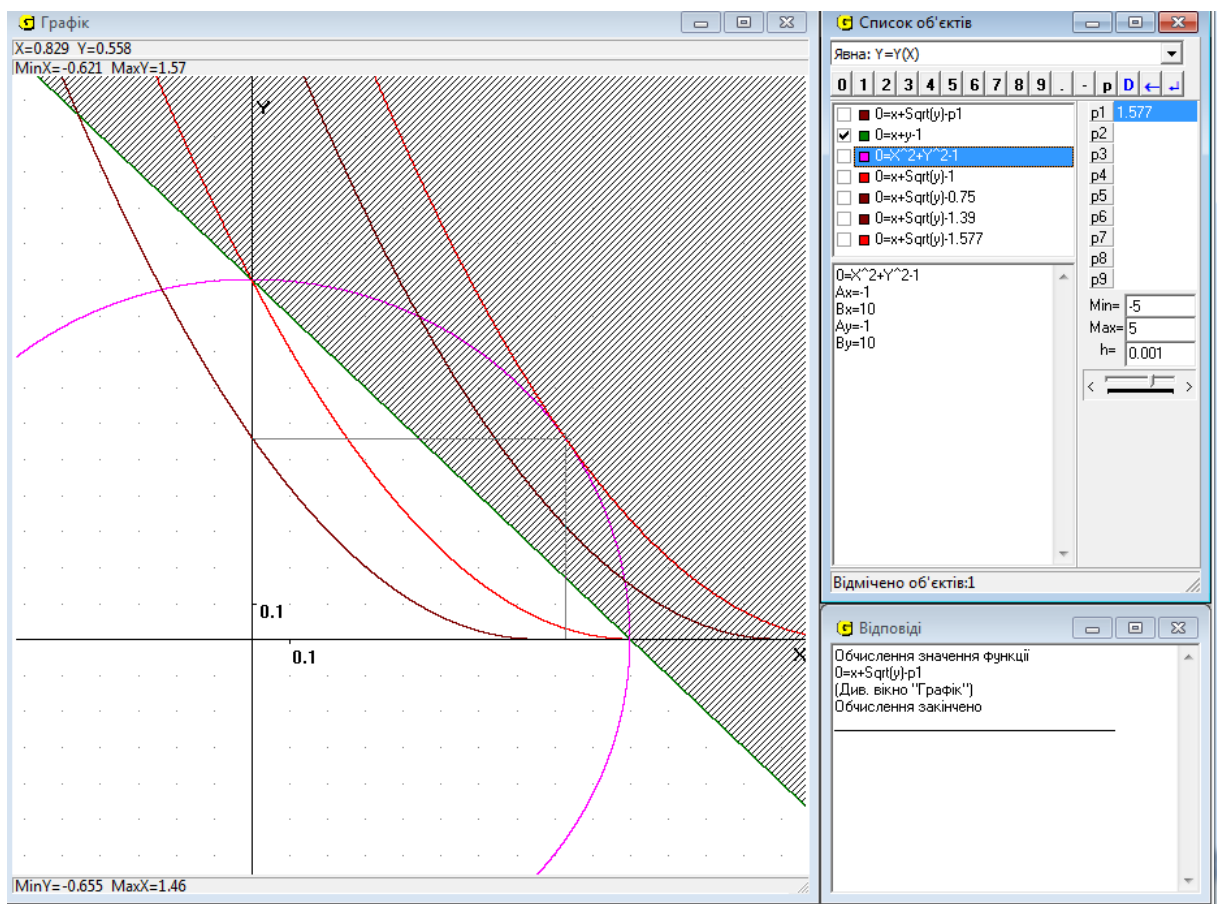 Графік
X=0.829 Y=0.558
MinX=-0.621 MaxY=1.57
Y
0.1
0.1
X
MinY=-0.655 MaxX=1.46
Список об'єктів
Явна: Y=Y(X)
0 1 2 3 4 5 6 7 8 9 . - p D ← ↵
0=x+Sqrt(y)-p1
0=x+y-1
0=X^2+Y^2-1
0=x+Sqrt(y)-1
0=x+Sqrt(y)-0.75
0=x+Sqrt(y)-1.39
0=x+Sqrt(y)-1.577
p1 1.577
p2
p3
p4
p5
p6
p7
p8
p9
0=X^2+Y^2-1
Ax=-1
Bx=10
Ay=-1
By=10
Min= -5
Max= 5
h= 0.001
< >
Відмічено об'єктів:1
Відповіді
Обчислення значення функції
0=x+Sqrt(y)-p1
(Див. вікно "Графік")
Обчислення закінчено